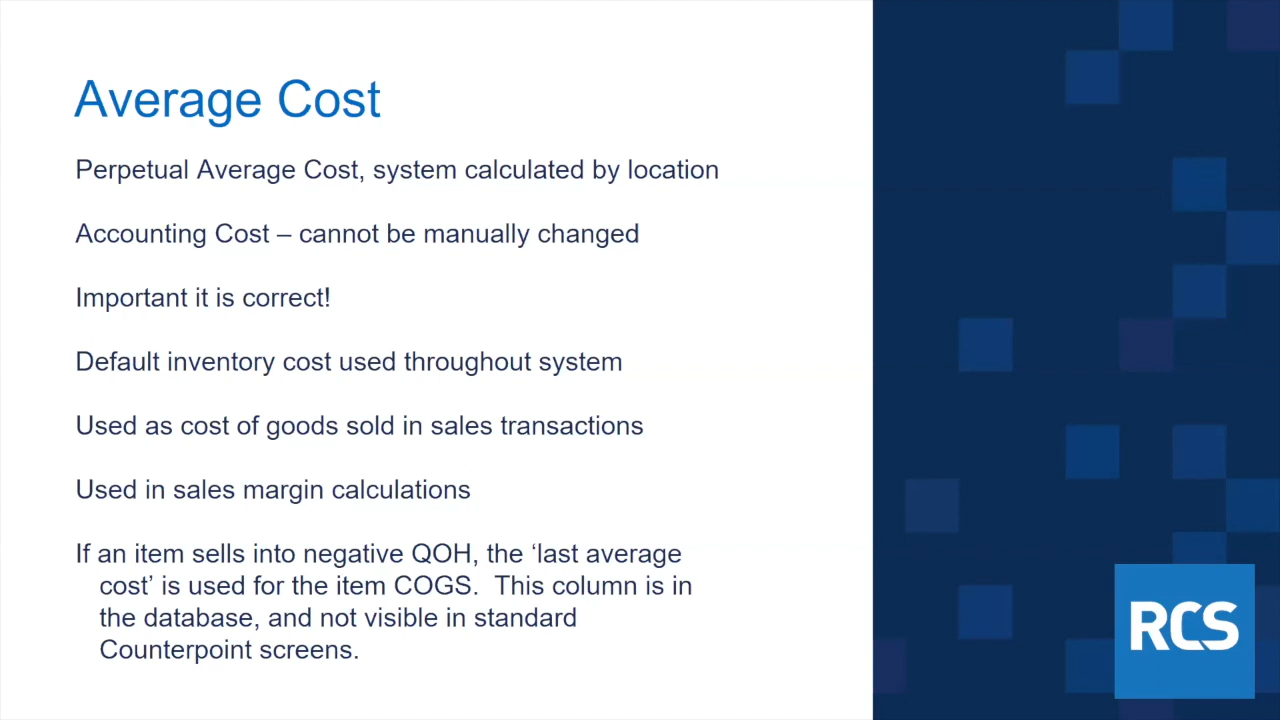 Average Cost
Perpetual Average Cost, system calculated by location
Accounting Cost – cannot be manually changed
Important it is correct!
Default inventory cost used throughout system
Used as cost of goods sold in sales transactions
Used in sales margin calculations
If an item sells into negative QOH, the ‘last average
cost’ is used for the item COGS.  This column is in
the database, and not visible in standard
Counterpoint screens.
RCS